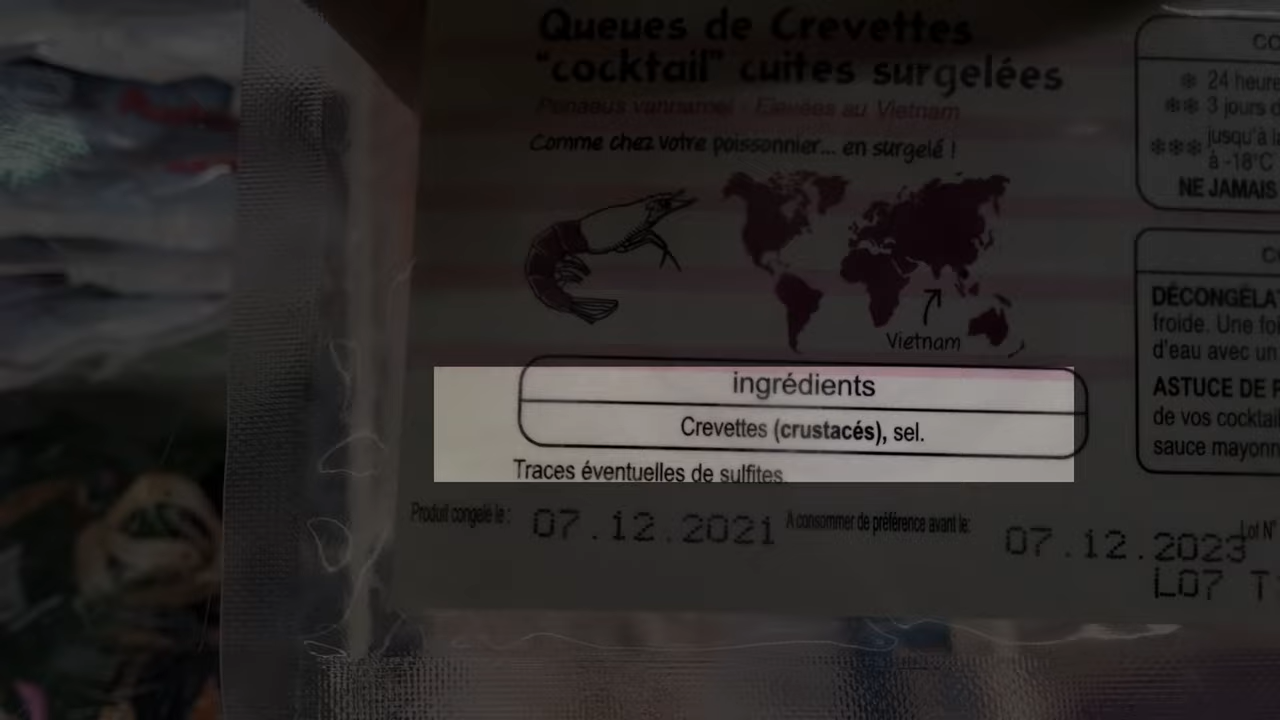 Queues de Crevettes
"cocktail" cuites surgelées
Penaeus vannamei - Elevées au Vietnam
Comme chez votre poissonnier... en surgelé !
Vietnam
ingrédients
Crevettes (crustacés), sel.
Traces éventuelles de sulfites.
Produit congelé le : 07.12.2021 A consommer de préférence avant le: 07.12.2023 Lot N°
L07
24 heure
3 jours
jusqu'à la
à -18°C
NE JAMAIS
DÉCONGÉLA
froide. Une fo
d'eau avec un
ASTUCE DE
de vos cocktai
sauce mayonn